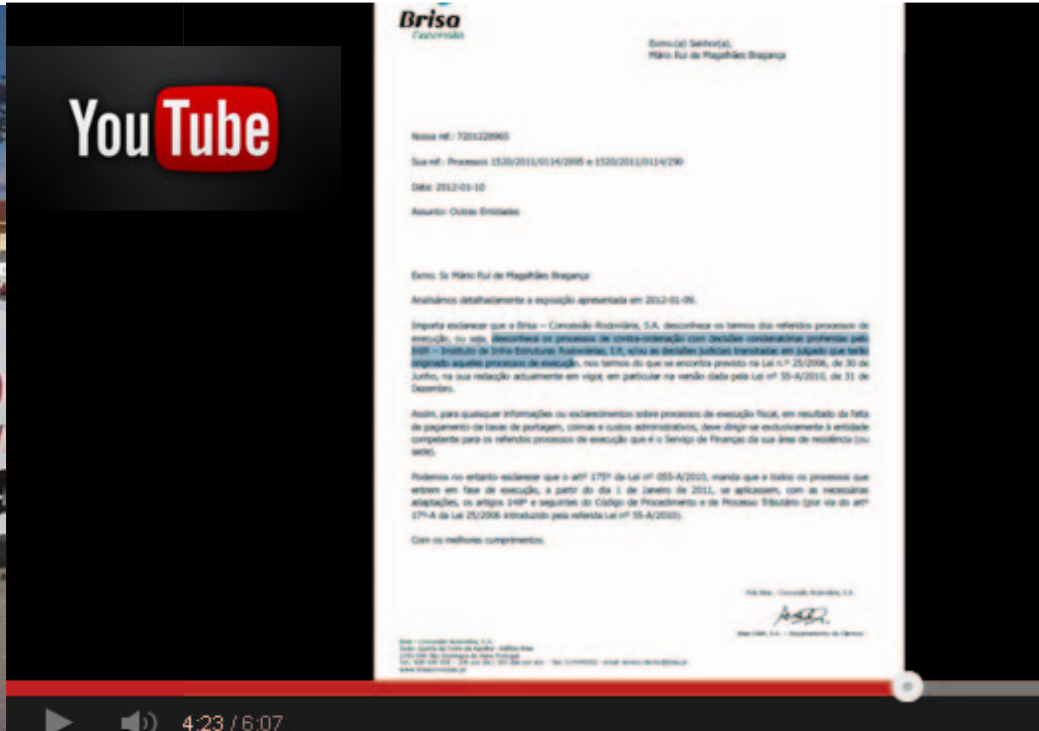 YouTube
Brisa
Concessão
Exmo.(a) Senhor(a),
Mário Rui de Magalhães Bragança
Nossa ref.: 7201228963
Sua ref.: Processos 1520/2011/0114/2895 e 1520/2011/0114/290
Data: 2012-01-10
Assunto: Outras Entidades
Exmo. Sr Mário Rui de Magalhães Bragança
Analisámos detalhadamente a exposição apresentada em 2012-01-09.
Importa esclarecer que a Brisa – Concessão Rodoviária, S.A. desconhece os termos dos referidos processos de
execução, ou seja, desconhece os processos de contra-ordenação com decisões condenatórias proferidas pelo
InIR – Instituto de Infra-Estruturas Rodoviárias, I.P, e/ou as decisões judiciais transitadas em julgado que terão
originado aqueles processos de execução, nos termos do que se encontra previsto na Lei n.º 25/2006, de 30 de
Junho, na sua redacção actualmente em vigor, em particular na versão dada pela Lei nº 55-A/2010, de 31 de
Dezembro.
Assim, para quaisquer informações ou esclarecimentos sobre processos de execução fiscal, em resultado da falta
de pagamento de taxas de portagem, coimas e custos administrativos, deve dirigir-se exclusivamente à entidade
competente para os referidos processos de execução que é o Serviço de Finanças da sua área de residência (ou
sede).
Podemos no entanto esclarecer que o artº 175º da Lei nº 055-A/2010, manda que a todos os processos que
entrem em fase de execução, a partir do dia 1 de Janeiro de 2011, se aplicassem, com as necessárias
adaptações, os artigos 148º e seguintes do Código de Procedimento e de Processo Tributário (por via do artº
17º-A da Lei 25/2006 introduzido pela referida Lei nº 55-A/2010).
Com os melhores cumprimentos.
Pela Brisa – Concessão Rodoviária, S.A.
Brisa – Concessão Rodoviária, S.A.
4:23 / 6:07